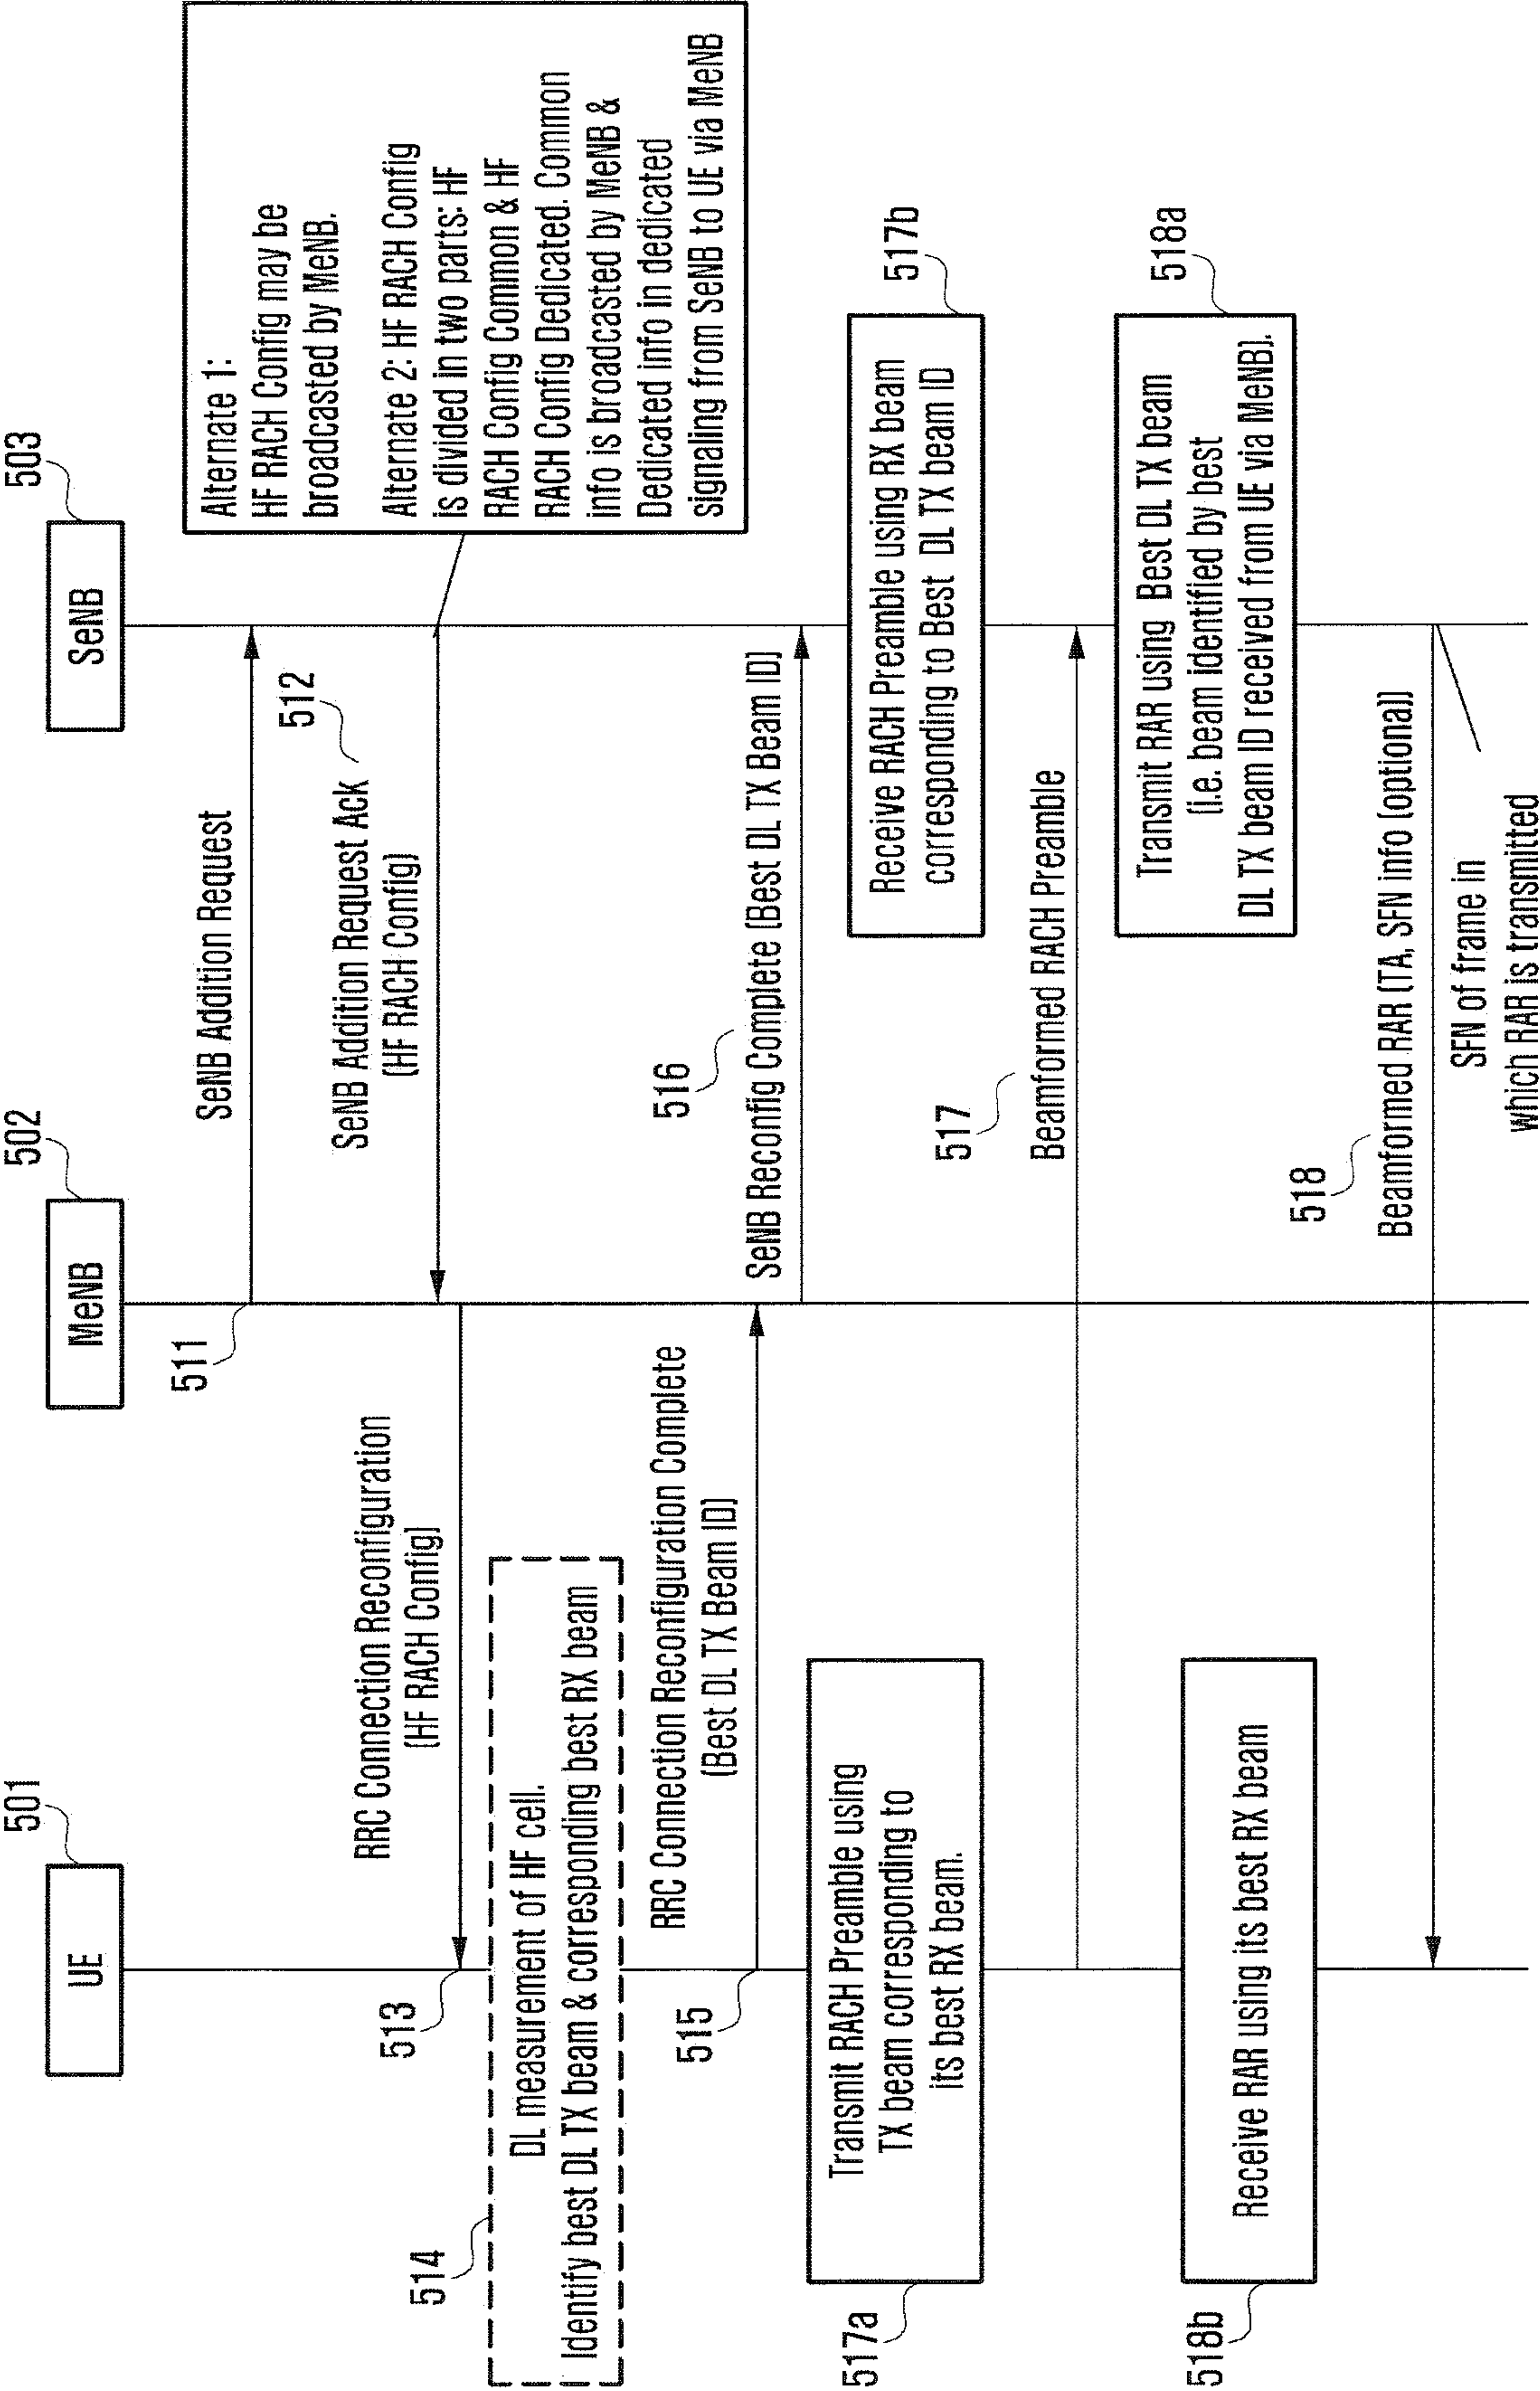 501
UE
502
MeNB
503
SeNB
511
SeNB Addition Request
512
SeNB Addition Request Ack
(HF RACH Config)
Alternate 1:
HF RACH Config may be
broadcasted by MeNB.
Alternate 2: HF RACH Config
is divided in two parts: HF
RACH Config Common & HF
RACH Config Dedicated. Common
info is broadcasted by MeNB &
Dedicated info in dedicated
signaling from SeNB to UE via MeNB
RRC Connection Reconfiguration
(HF RACH Config)
513
514
DL measurement of HF cell.
Identify best DL TX beam & corresponding best RX beam
RRC Connection Reconfiguration Complete
(Best DL TX Beam ID)
515
516
SeNB Reconfig Complete (Best DL TX Beam ID)
517a
Transmit RACH Preamble using
TX beam corresponding to
its best RX beam.
517b
Receive RACH Preamble using RX beam
corresponding to Best DL TX beam ID
517
Beamformed RACH Preamble
518a
Transmit RAR using Best DL TX beam
(i.e. beam identified by best
DL TX beam ID received from UE via MeNB).
518b
Receive RAR using its best RX beam
518
Beamformed RAR (TA, SFN info (optional))
SFN of frame in
which RAR is transmitted